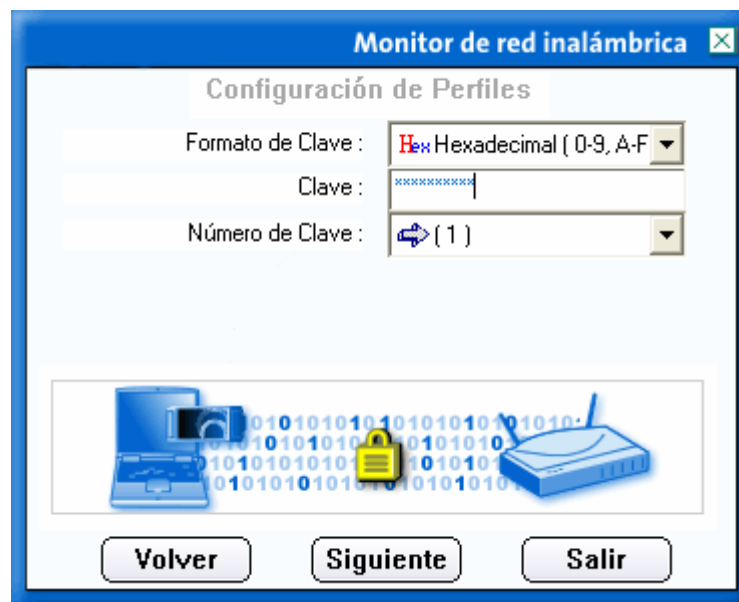 Monitor de red inalámbrica
Configuración de Perfiles
Formato de Clave : Hex Hexadecimal ( 0-9, A-F
Clave : **********
Número de Clave : ( 1 )
Volver Siguiente Salir